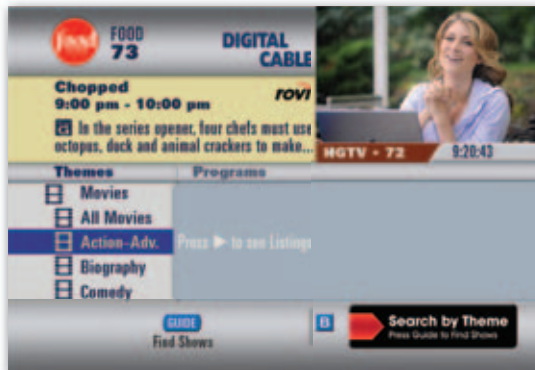 food
FOOD
73
DIGITAL
CABLE
Chopped
9:00 pm - 10:00 pm
rovi
G In the series opener, four chefs must use
octopus, duck and animal crackers to make...
HGTV - 72 9:20:43
Themes Programs
Movies
All Movies
Action-Adv. Press ▶ to see Listings
Biography
Comedy
GUIDE
Find Shows
B
Search by Theme
Press Guide to Find Shows